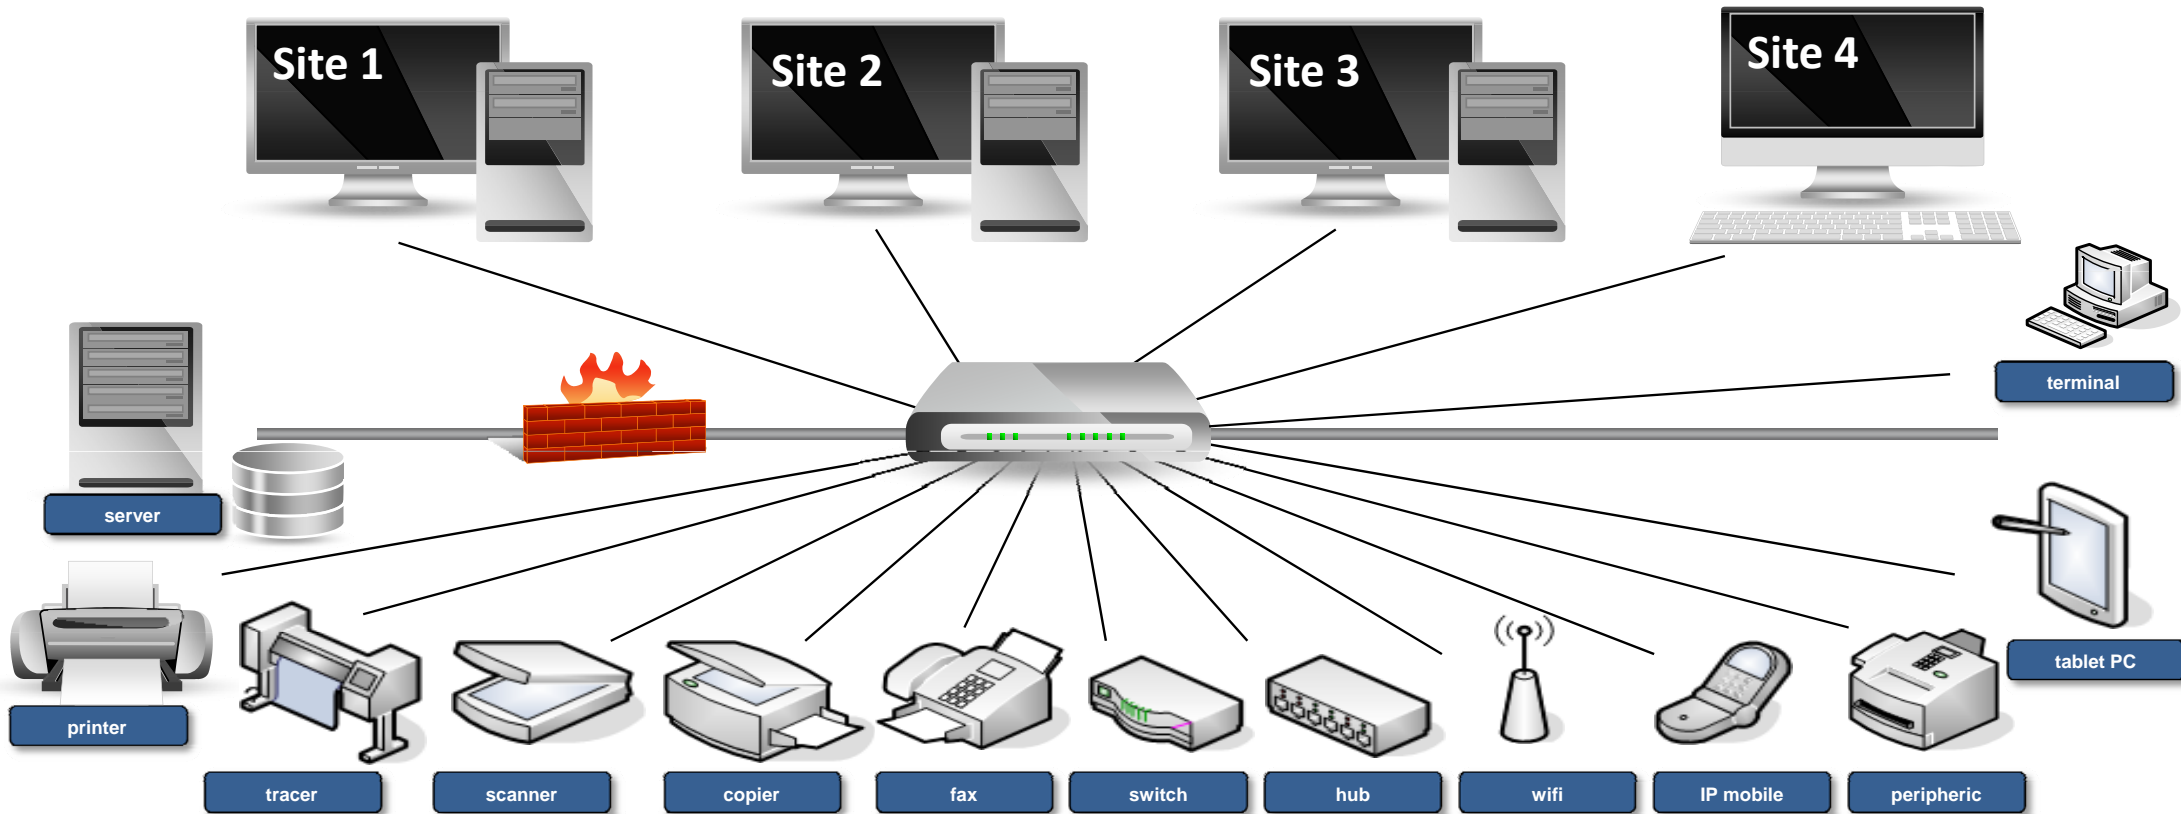 Site 1
Site 2
Site 3
Site 4
terminal
server
tablet PC
printer
tracer
scanner
copier
fax
switch
hub
wifi
IP mobile
peripheric